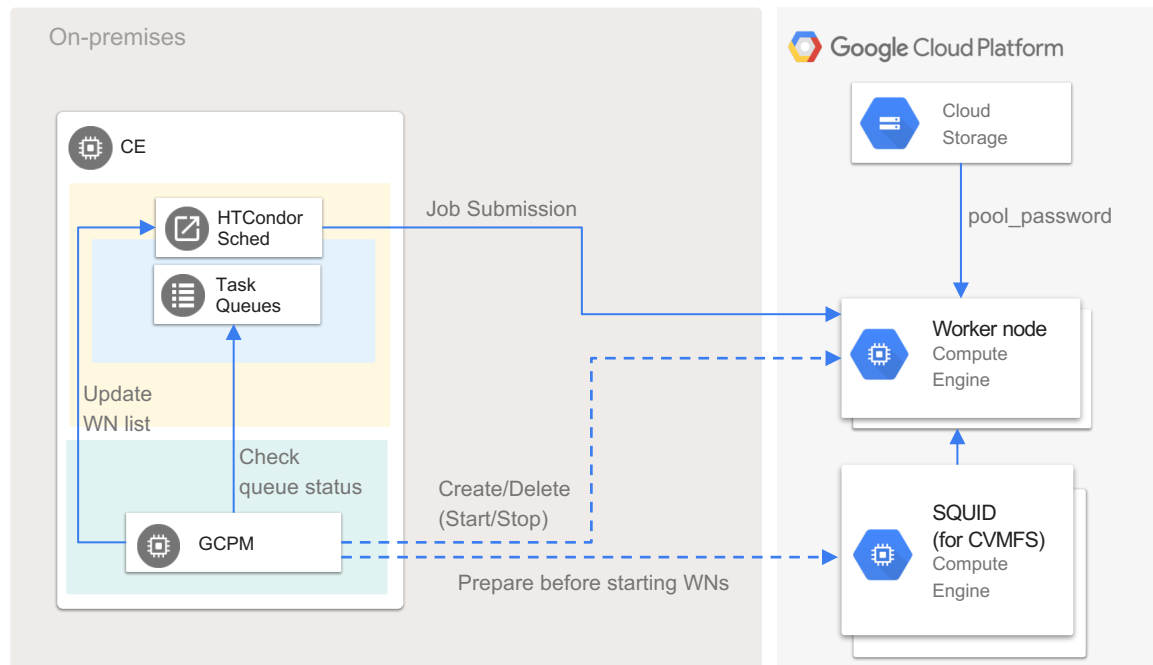 On-premises
CE
HTCondor
Sched
Task
Queues
Update
WN list
Check
queue status
GCPM
Job Submission
Create/Delete
(Start/Stop)
Prepare before starting WNs
Google Cloud Platform
Cloud
Storage
pool_password
Worker node
Compute
Engine
SQUID
(for CVMFS)
Compute
Engine